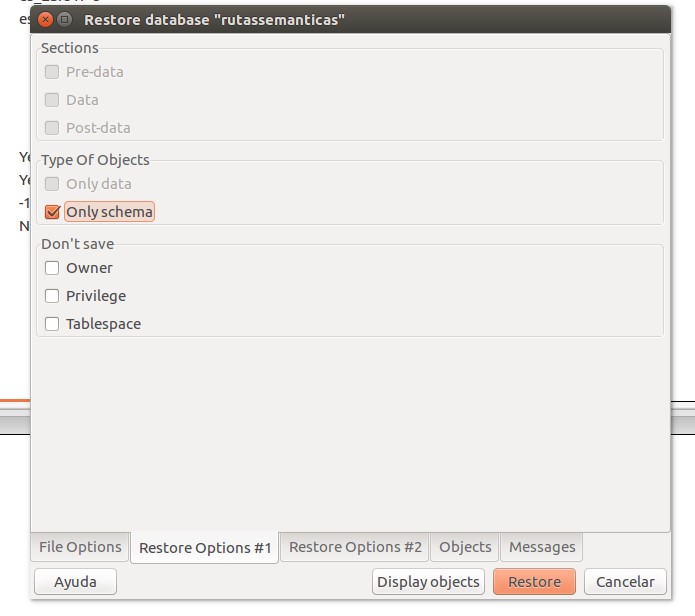 Restore database "rutassemanticas"
Sections
Pre-data
Data
Post-data
Type Of Objects
Only data
Only schema
Don't save
Owner
Privilege
Tablespace
-1
File Options Restore Options #1 Restore Options #2 Objects Messages
Ayuda Display objects Restore Cancelar